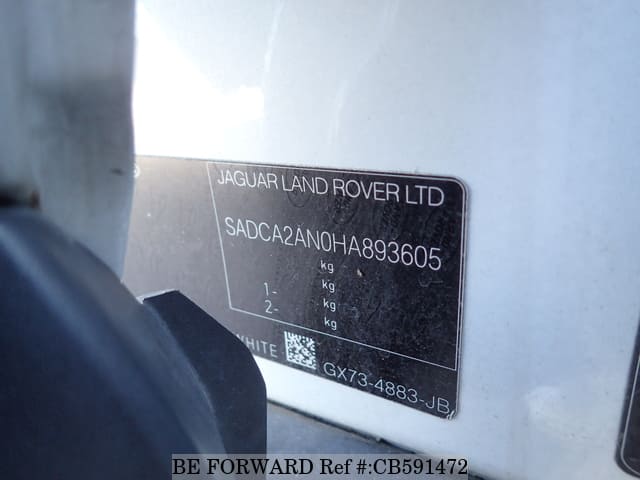 JAGUAR LAND ROVER LTD
SADCA2AN0HA893605
kg
1- kg
2- kg
kg
WHITE
GX73-4883-JB
BE FORWARD Ref #:CB591472